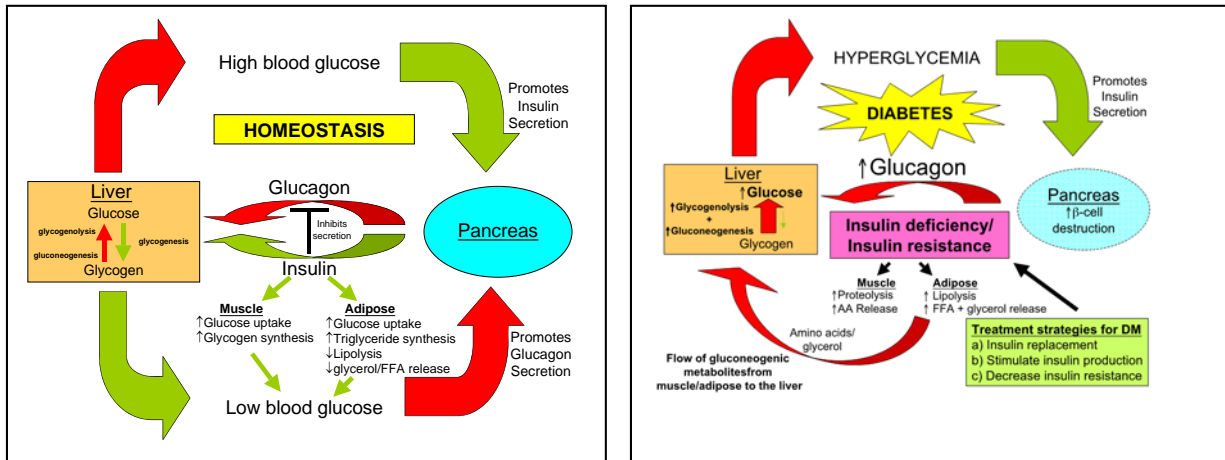 High blood glucose
Promotes
Insulin
Secretion
HOMEOSTASIS
Liver
Glucose
glycogenolysis
glycogenesis
gluconeogenesis
Glycogen
Glucagon
Inhibits
secretion
Insulin
Pancreas
Muscle
↑Glucose uptake
↑Glycogen synthesis
Adipose
↑Glucose uptake
↑Triglyceride synthesis
↓Lipolysis
↓glycerol/FFA release
Promotes
Glucagon
Secretion
Low blood glucose
HYPERGLYCEMIA
Promotes
Insulin
Secretion
DIABETES
↑Glucagon
Liver
↑Glucose
↑Glycogenolysis
+
↑Gluconeogenesis
Glycogen
Insulin deficiency/
Insulin resistance
Pancreas
↑β-cell
destruction
Muscle
↑Proteolysis
↑AA Release
Adipose
↑ Lipolysis
↑ FFA + glycerol release
Amino acids/
glycerol
Flow of gluconeogenic
metabolitesfrom
muscle/adipose to the liver
Treatment strategies for DM
a) Insulin replacement
b) Stimulate insulin production
c) Decrease insulin resistance